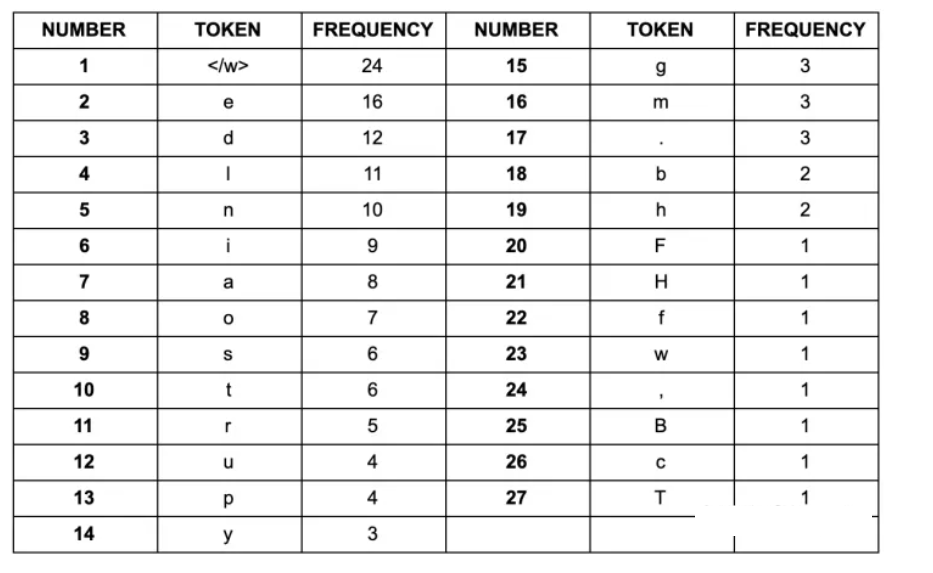 NUMBER TOKEN FREQUENCY NUMBER TOKEN FREQUENCY
1 </w> 24 15 g 3
2 e 16 16 m 3
3 d 12 17 . 3
4 l 11 18 b 2
5 n 10 19 h 2
6 i 9 20 F 1
7 a 8 21 H 1
8 o 7 22 f 1
9 s 6 23 w 1
10 t 6 24 , 1
11 r 5 25 B 1
12 u 4 26 c 1
13 p 4 27 T 1
14 y 3